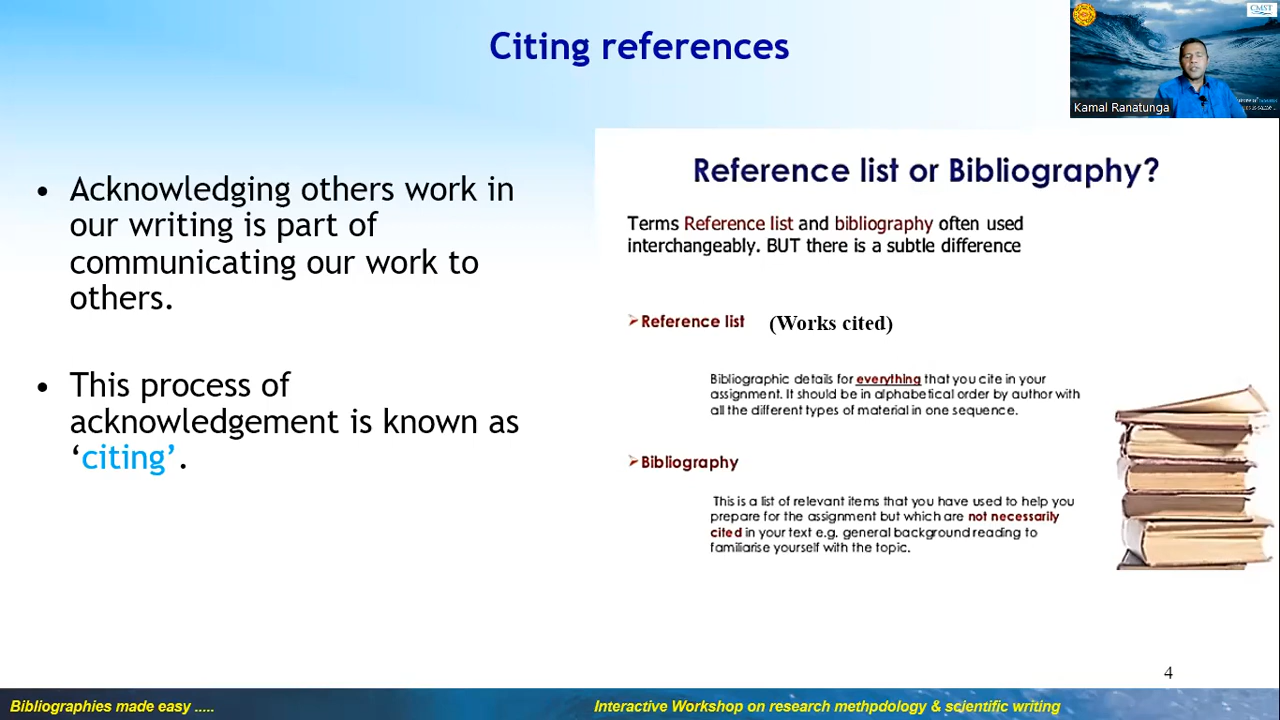 Citing references
CMST
Kamal Ranatunga
• Acknowledging others work in
our writing is part of
communicating our work to
others.
• This process of
acknowledgement is known as
‘citing’.
Reference list or Bibliography?
Terms Reference list and bibliography often used
interchangeably. BUT there is a subtle difference
➢Reference list (Works cited)
Bibliographic details for everything that you cite in your
assignment. It should be in alphabetical order by author with
all the different types of material in one sequence.
➢Bibliography
This is a list of relevant items that you have used to help you
prepare for the assignment but which are not necessarily
cited in your text e.g. general background reading to
familiarise yourself with the topic.
4
Bibliographies made easy .....
Interactive Workshop on research methpdology & scientific writing